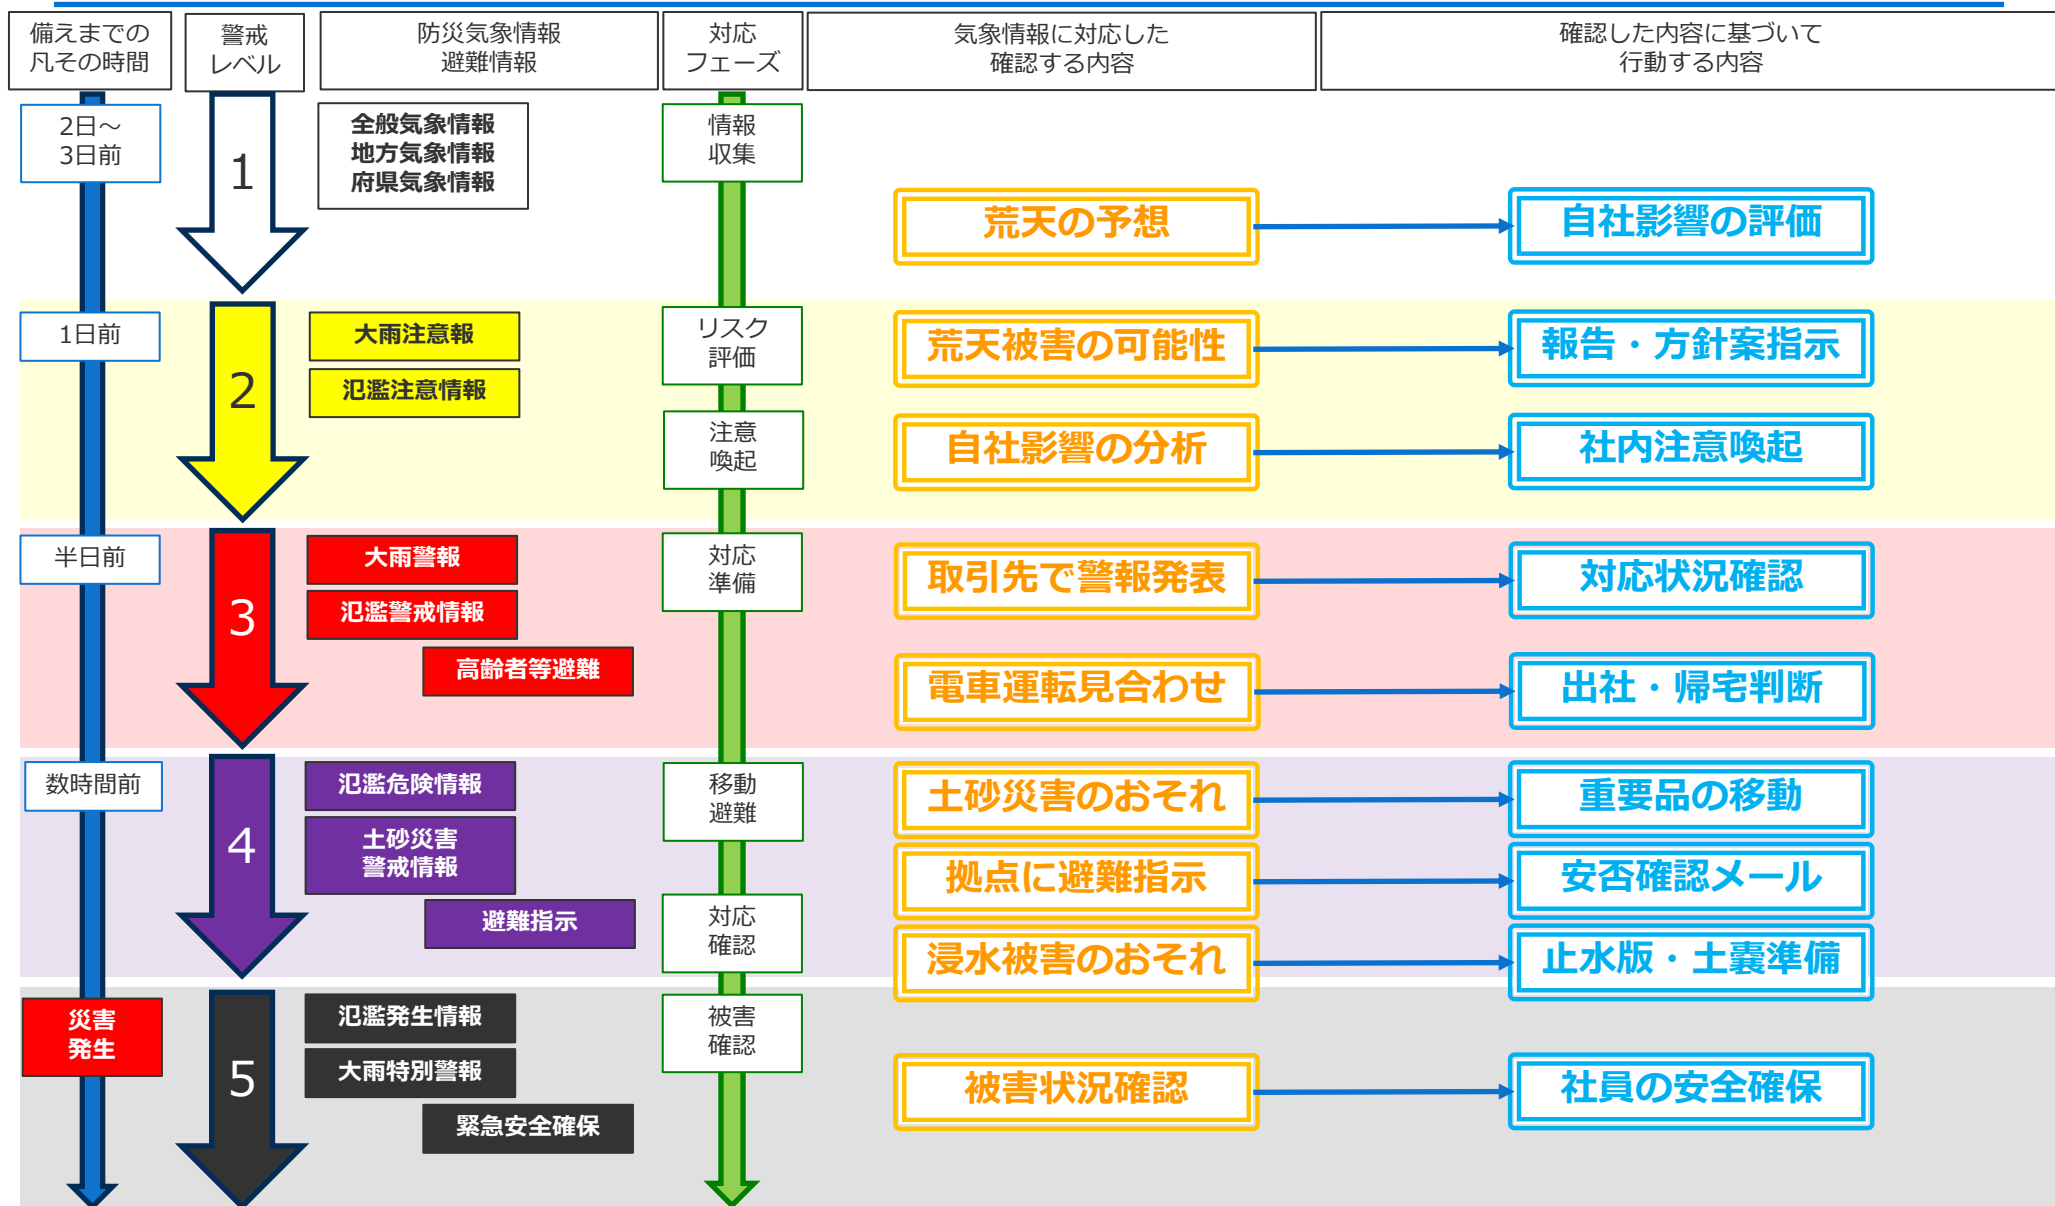 備えまでの
凡その時間
警戒
レベル
防災気象情報
避難情報
対応
フェーズ
気象情報に対応した
確認する内容
確認した内容に基づいて
行動する内容
2日～
3日前
1
全般気象情報
地方気象情報
府県気象情報
情報
収集
荒天の予想
自社影響の評価
1日前
2
大雨注意報
氾濫注意情報
リスク
評価
荒天被害の可能性
報告・方針案指示
注意
喚起
自社影響の分析
社内注意喚起
半日前
3
大雨警報
氾濫警戒情報
高齢者等避難
対応
準備
取引先で警報発表
対応状況確認
電車運転見合わせ
出社・帰宅判断
数時間前
4
氾濫危険情報
土砂災害
警戒情報
避難指示
移動
避難
土砂災害のおそれ
重要品の移動
拠点に避難指示
安否確認メール
対応
確認
浸水被害のおそれ
止水版・土嚢準備
災害
発生
5
氾濫発生情報
大雨特別警報
緊急安全確保
被害
確認
被害状況確認
社員の安全確保